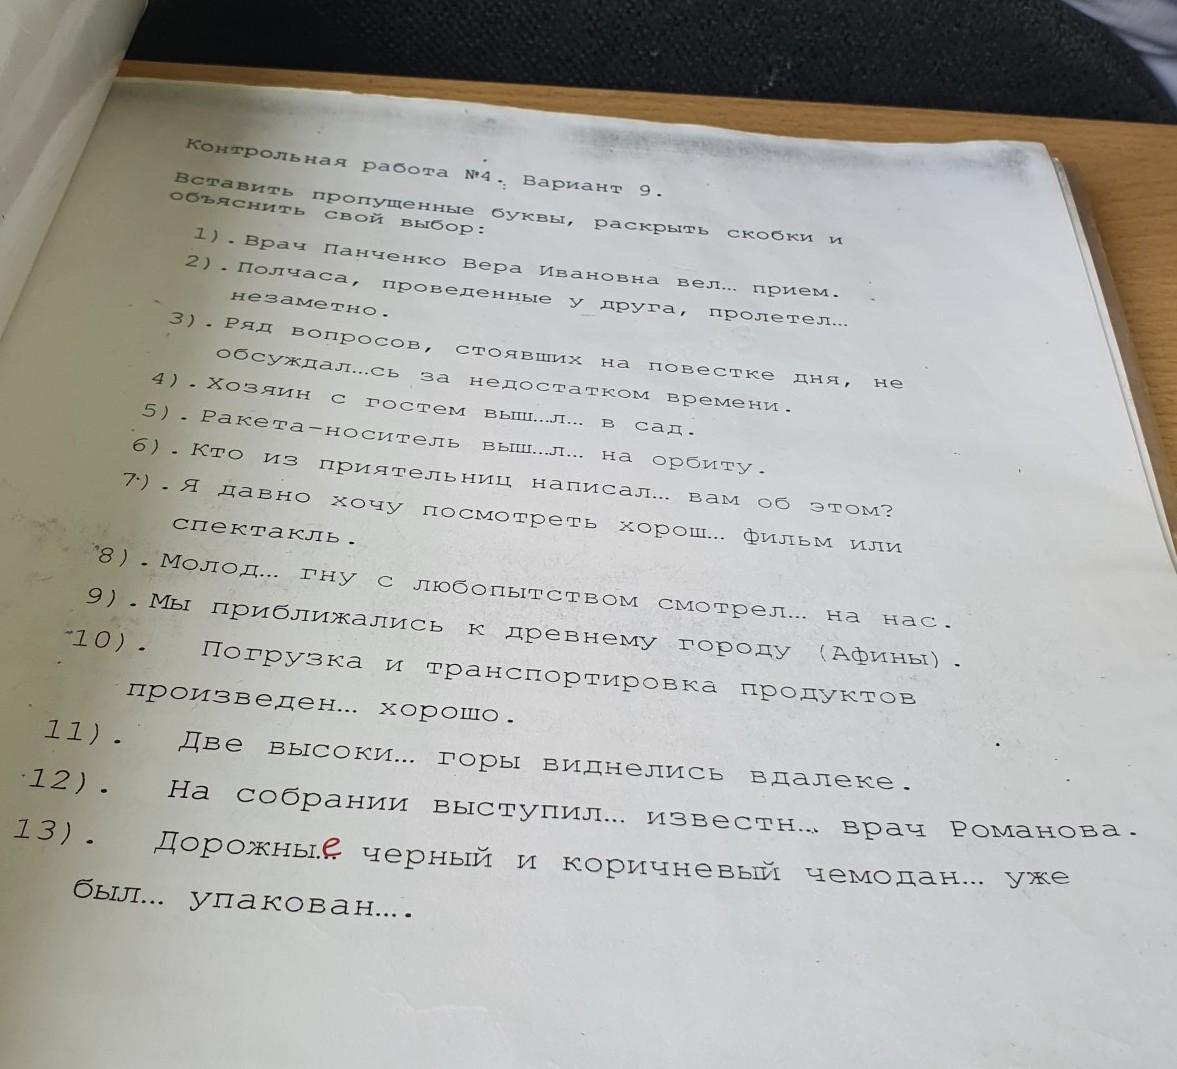 Контрольная работа №4. Вариант 9.
Вставить пропущенные буквы, раскрыть скобки и
объяснить свой выбор:
1). Врач Панченко Вера Ивановна вел… прием.
2). Полчаса, проведенные у друга, пролетел…
незаметно.
3). Ряд вопросов, стоявших на повестке дня, не
обсуждал…сь за недостатком времени.
4). Хозяин с гостем выш…л… в сад.
5). Ракета-носитель выш…л… на орбиту.
6). Кто из приятельниц написал… вам об этом?
7). Я давно хочу посмотреть хорош… фильм или
спектакль.
8). Молод… гну с любопытством смотрел… на нас.
9). Мы приближались к древнему городу (Афины).
10). Погрузка и транспортировка продуктов
произведен… хорошо.
11). Две высоки… горы виднелись вдалеке.
12). На собрании выступил… известн… врач Романова.
13). Дорожны…е черный и коричневый чемодан… уже
был… упакован….